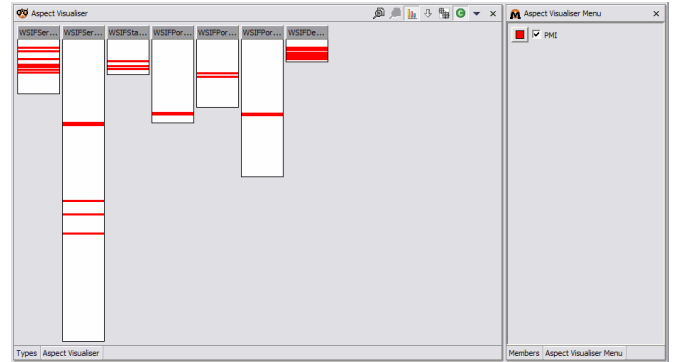 Aspect Visualiser
WSIFSer... WSIFSer... WSIFSta... WSIFPor... WSIFPor... WSIFPor... WSIFDe...
Types Aspect Visualiser
Aspect Visualiser Menu
PMI
Members Aspect Visualiser Menu